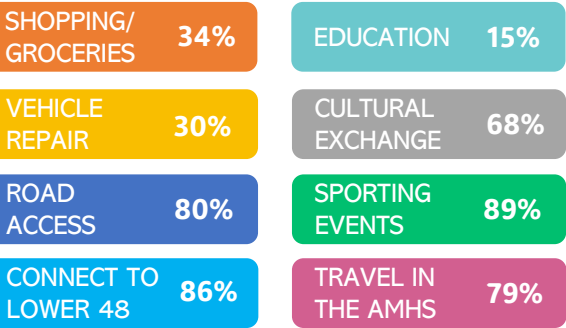 SHOPPING/
GROCERIES
34%
EDUCATION 15%
VEHICLE
REPAIR
30%
CULTURAL
EXCHANGE
68%
ROAD
ACCESS
80%
SPORTING
EVENTS
89%
CONNECT TO
LOWER 48
86%
TRAVEL IN
THE AMHS
79%